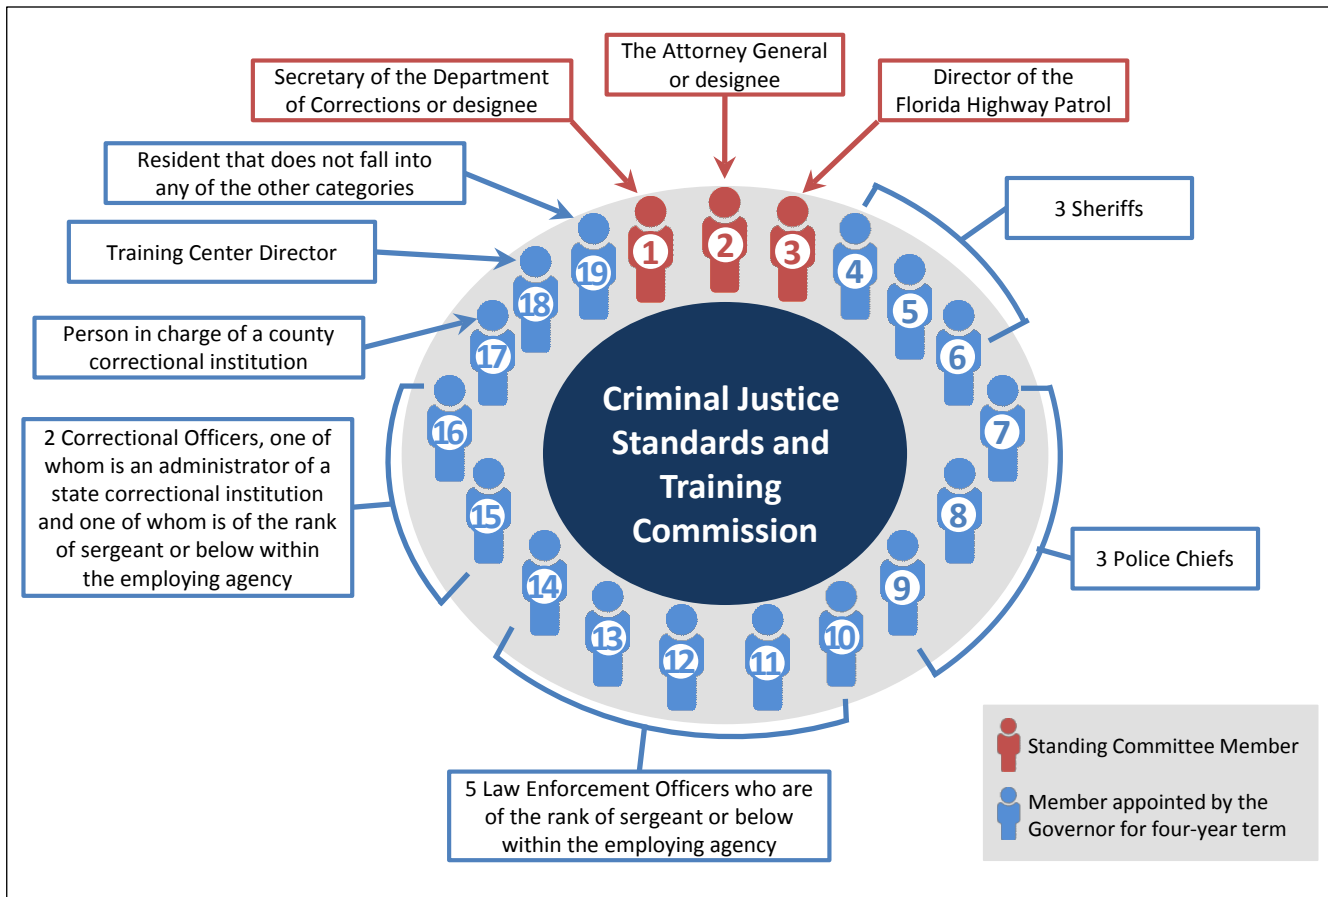 The Attorney General
or designee
Secretary of the Department
of Corrections or designee
Director of the
Florida Highway Patrol
Resident that does not fall into
any of the other categories
3 Sheriffs
Training Center Director
Person in charge of a county
correctional institution
2 Correctional Officers, one of
whom is an administrator of a
state correctional institution
and one of whom is of the rank
of sergeant or below within
the employing agency
3 Police Chiefs
5 Law Enforcement Officers who are
of the rank of sergeant or below
within the employing agency
1
2
3
4
5
6
7
8
9
10
11
12
13
14
15
16
17
18
19
Criminal Justice
Standards and
Training
Commission
Standing Committee Member
Member appointed by the
Governor for four-year term